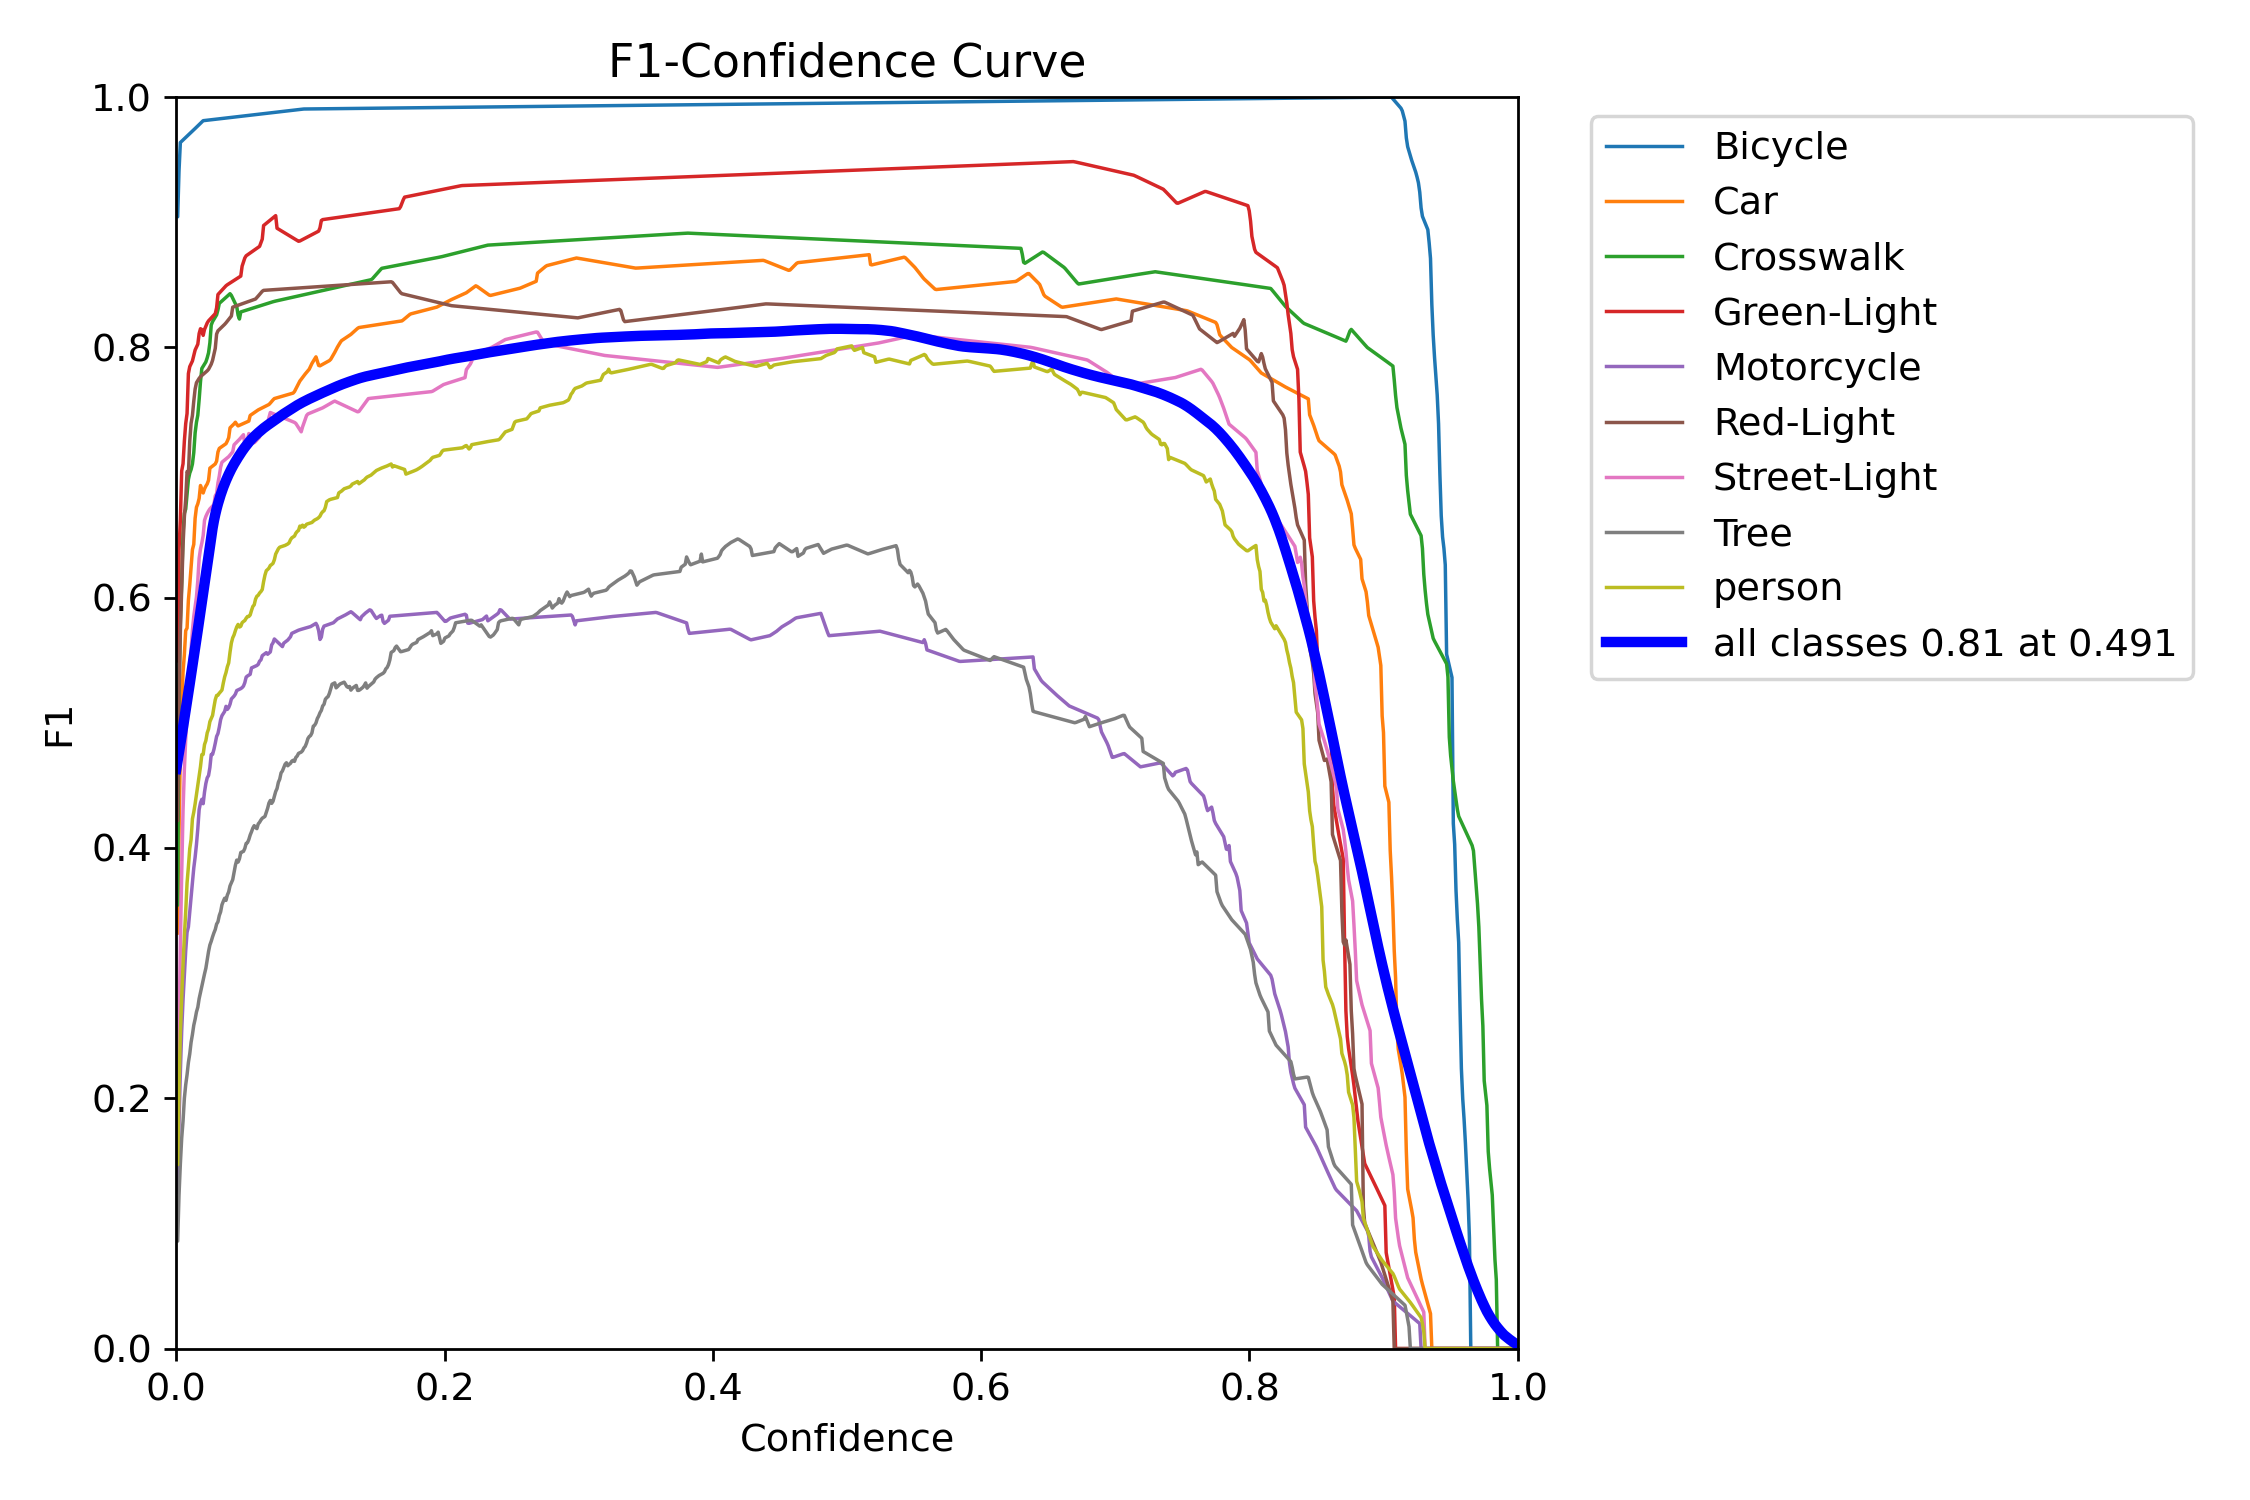 F1-Confidence Curve
1.0
0.8
0.6
0.4
0.2
0.0
F1
0.0 0.2 0.4 0.6 0.8 1.0
Confidence
Bicycle
Car
Crosswalk
Green-Light
Motorcycle
Red-Light
Street-Light
Tree
person
all classes 0.81 at 0.491